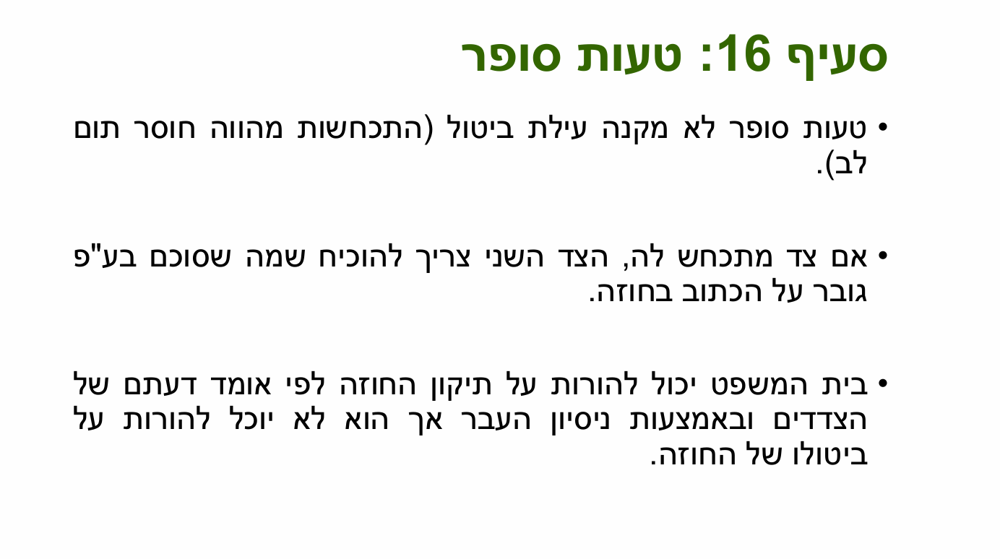 סעיף 16: טעות סופר
• טעות סופר לא מקנה עילת ביטול (התכחשות מהווה חוסר תום
לב).
• אם צד מתכחש לה, הצד השני צריך להוכיח שמה שסוכם בע"פ
גובר על הכתוב בחוזה.
• בית המשפט יכול להורות על תיקון החוזה לפי אומד דעתם של
הצדדים ובאמצעות ניסיון העבר אך הוא לא יוכל להורות על
ביטולו של החוזה.